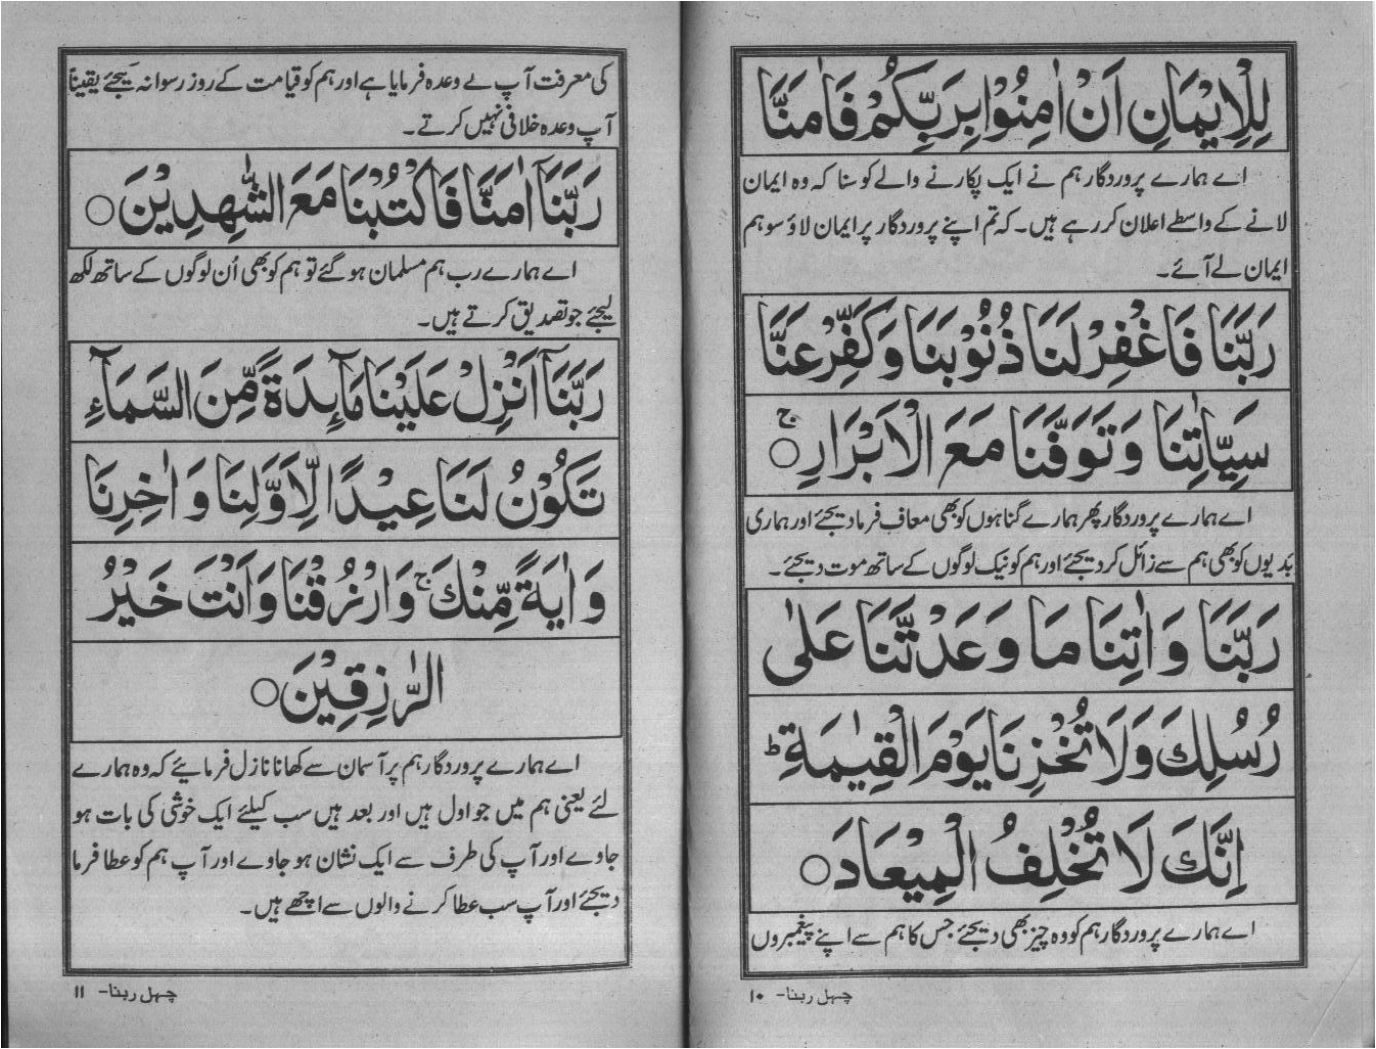 لِلْاِیْمَانِ اَنْ اٰمِنُوْا بِرَبِّكُمْ فَاٰمَنَّا
اے ہمارے پروردگار ہم نے ایک پکارنے والے کو سنا کہ وہ ایمان
لانے کے واسطے اعلان کر رہے ہیں۔ کہ تم اپنے پروردگار پر ایمان لاؤ سو ہم
ایمان لے آئے۔
رَبَّنَا فَاغْفِرْ لَنَا ذُنُوْبَنَا وَكَفِّرْ عَنَّا
سَیِّاٰتِنَا وَتَوَفَّنَا مَعَ الْاَبْرَارِ ۚ○
اے ہمارے پروردگار پھر ہمارے گناہوں کو بھی معاف فرما دیجئے اور ہماری
بدیوں کو بھی ہم سے زائل کر دیجئے اور ہم کو نیک لوگوں کے ساتھ موت دیجئے۔
رَبَّنَا وَاٰتِنَا مَا وَعَدْتَّنَا عَلٰی
رُسُلِكَ وَلَا تُخْزِنَا یَوْمَ الْقِیٰمَةِ ؕ
اِنَّكَ لَا تُخْلِفُ الْمِیْعَادَ○
اے ہمارے پروردگار ہم کو وہ چیز بھی دیجئے جس کا ہم سے اپنے پیغمبروں
چہل ربنا- ۱۰
کی معرفت آپ نے وعدہ فرمایا ہے اور ہم کو قیامت کے روز رسوا نہ کیجئے یقیناً
آپ وعدہ خلافی نہیں کرتے۔
رَبَّنَاۤ اٰمَنَّا فَاكْتُبْنَا مَعَ الشّٰهِدِیْنَ○
اے ہمارے رب ہم مسلمان ہو گئے تو ہم کو بھی اُن لوگوں کے ساتھ لکھ
لیجئے جو تصدیق کرتے ہیں۔
رَبَّنَاۤ اَنْزِلْ عَلَیْنَا مَآىِٕدَةً مِّنَ السَّمَآءِ
تَكُوْنُ لَنَا عِیْدًا لِّاَوَّلِنَا وَاٰخِرِنَا
وَاٰیَةً مِّنْكَ ۚ وَارْزُقْنَا وَاَنْتَ خَیْرُ
الرّٰزِقِیْنَ○
اے ہمارے پروردگار ہم پر آسمان سے کھانا نازل فرمایئے کہ وہ ہمارے
لئے یعنی ہم میں جو اول ہیں اور بعد ہیں سب کیلئے ایک خوشی کی بات ہو
جاوے اور آپ کی طرف سے ایک نشان ہو جاوے اور آپ ہم کو عطا فرما
دیجئے اور آپ سب عطا کرنے والوں سے اچھے ہیں۔
چہل ربنا- ۱۱